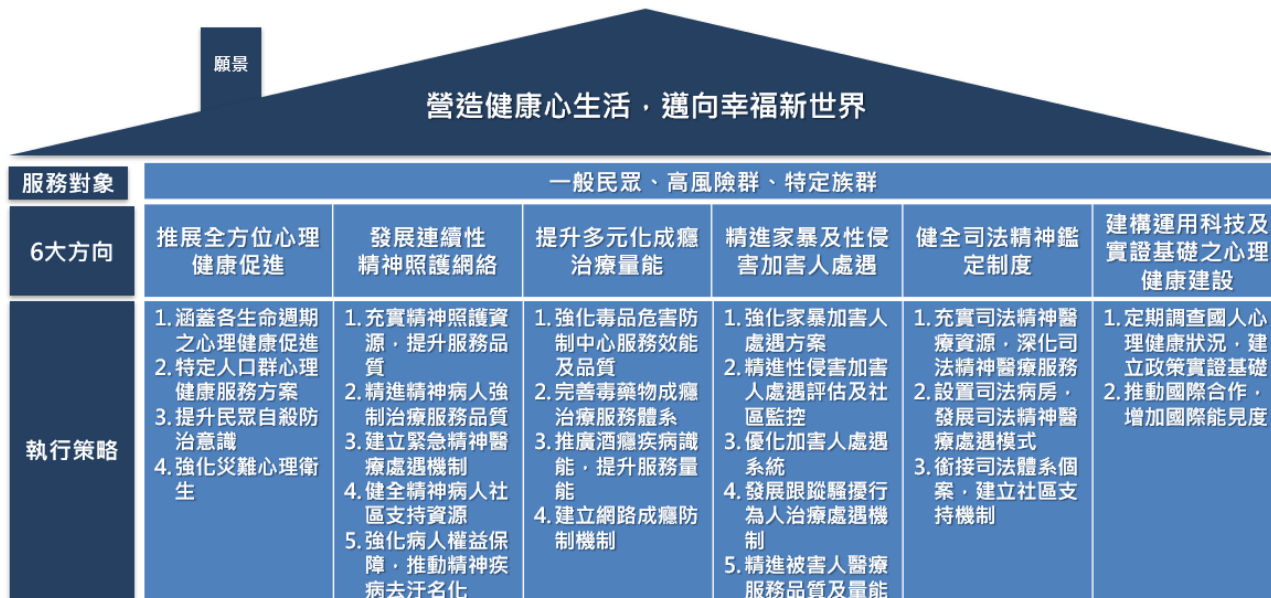 願景
營造健康心生活，邁向幸福新世界
服務對象
一般民眾、高風險群、特定族群
6大方向
推展全方位心理
健康促進
發展連續性
精神照護網絡
提升多元化成癮
治療量能
精進家暴及性侵
害加害人處遇
健全司法精神鑑
定制度
建構運用科技及
實證基礎之心理
健康建設
執行策略
1. 涵蓋各生命週期
之心理健康促進
2. 特定人口群心理
健康服務方案
3. 提升民眾自殺防
治意識
4. 強化災難心理衛
生
1. 充實精神照護資
源，提升服務品
質
2. 精進精神病人強
制治療服務品質
3. 建立緊急精神醫
療處遇機制
4. 健全精神病人社
區支持資源
5. 強化病人權益保
障，推動精神疾
病去汙名化
1. 強化毒品危害防
制中心服務效能
及品質
2. 完善毒藥物成癮
治療服務體系
3. 推廣酒癮疾病識
能，提升服務量
能
4. 建立網路成癮防
制機制
1. 強化家暴加害人
處遇方案
2. 精進性侵害加害
人處遇評估及社
區監控
3. 優化加害人處遇
系統
4. 發展跟蹤騷擾行
為人治療處遇機
制
5. 精進被害人醫療
服務品質及量能
1. 充實司法精神醫
療資源，深化司
法精神醫療服務
2. 設置司法病房，
發展司法精神醫
療處遇模式
3. 銜接司法體系個
案，建立社區支
持機制
1. 定期調查國人心
理健康狀況，建
立政策實證基礎
2. 推動國際合作，
增加國際能見度